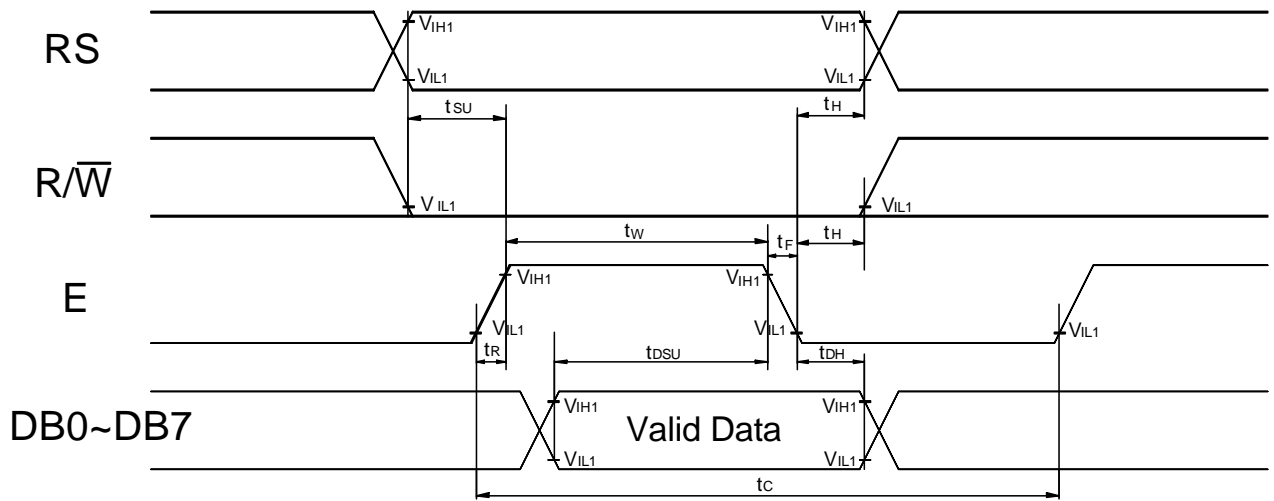 RS
VIH1
VIH1
VIL1
VIL1
tSU
tH
R/W̅
VIL1
VIL1
tW
tF
tH
E
VIH1
VIH1
VIL1
VIL1
VIL1
tR
tDSU
tDH
DB0~DB7
VIH1
Valid Data
VIH1
VIL1
VIL1
tC